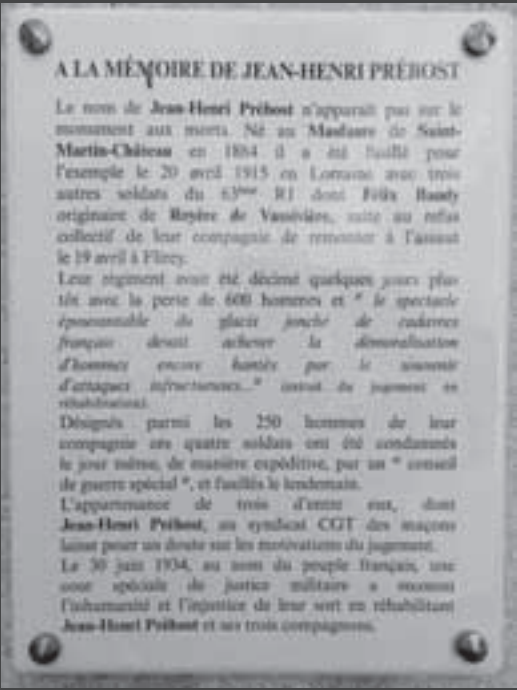 A LA MÉMOIRE DE JEAN-HENRI PRÉBOST
Le nom de Jean-Henri Prébost n'apparaît pas sur le
monument aux morts. Né au Masfaure de Saint-
Martin-Château en 1884 il a été fusillé pour
l'exemple le 20 avril 1915 en Lorraine avec trois
autres soldats du 63ème RI dont Félix Baudy
originaire de Royère de Vassivière, suite au refus
collectif de leur compagnie de remonter à l'assaut
le 19 avril à Flirey.
Leur régiment avait été décimé quelques jours plus
tôt avec la perte de 600 hommes et " le spectacle
épouvantable du glacis jonché de cadavres
français devait achever la démoralisation
d'hommes encore hantés par le souvenir
d'attaques infructueuses..." (extrait du jugement en
réhabilitation).
Désignés parmi les 250 hommes de leur
compagnie ces quatre soldats ont été condamnés
le jour même, de manière expéditive, par un " conseil
de guerre spécial ", et fusillés le lendemain.
L'appartenance de trois d'entre eux, dont
Jean-Henri Prébost, au syndicat CGT des maçons
laisse peser un doute sur les motivations du jugement.
Le 30 juin 1934, au nom du peuple français, une
cour spéciale de justice militaire a reconnu
l'inhumanité et l'injustice de leur sort en réhabilitant
Jean-Henri Prébost et ses trois compagnons.